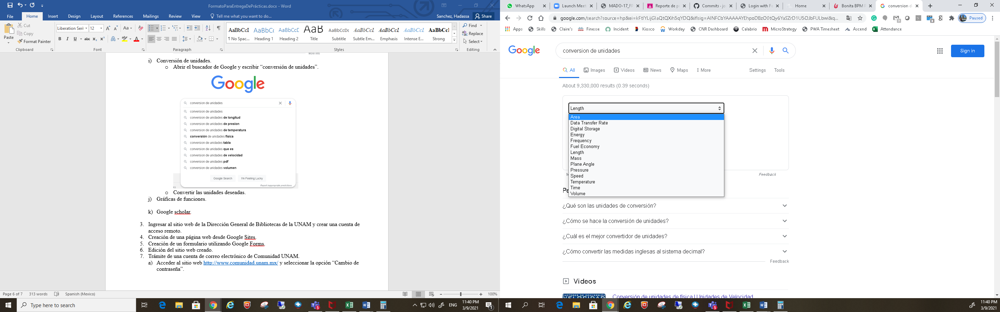 FormatoParaEntregaDePrácticas.docx - Word
File Home Insert Design Layout References Mailings Review View Tell me what you want to do...
Sanchez, Hadassa Share
Paste
Cut
Copy
Format Painter
Clipboard
Liberation Seri 12
Font
Paragraph
AaBbCcI AaBbCc AaBbCcD AaB AaBbCcDc AaBbCcL AaBbCcL AaBbCcL AaBbCcl
¶ No Spac... Heading 1 Heading 2 Title Subtitle Subtle Em... Emphasis Intense E... Strong
Styles
Find
Replace
Select
Editing
More info
i) Conversión de unidades.
o Abrir el buscador de Google y escribir “conversión de unidades”.
Google
conversion de unidades
conversion de unidades
conversion de unidades de longitud
conversion de unidades de presion
conversion de unidades de temperatura
conversión de unidades física
conversion de unidades tabla
conversion de unidades que es
conversion de unidades de velocidad
conversion de unidades pdf
conversion de unidades volumen
Google Search I'm Feeling Lucky
Report inappropriate predictions
ks
o Convertir las unidades deseadas.
j) Gráficas de funciones.
k) Google scholar.
3. Ingresar al sitio web de la Dirección General de Bibliotecas de la UNAM y crear una cuenta de
acceso remoto.
4. Creación de una página web desde Google Sites.
5. Creación de un formulario utilizando Google Forms.
6. Edición del sitio web creado.
7. Trámite de una cuenta de correo electrónico de Comunidad UNAM.
a) Acceder al sitio web http://www.comunidad.unam.mx/ y seleccionar la opción “Cambio de
contraseña”.
Page 6 of 7 313 words Spanish (Mexico) 100%
Type here to search
ENG
11:40 PM
3/9/2021
WhatsApp Launch Meet MADO-17_FP Reporte de p Commits · jo Login with Fa Home Bonita BPM P conversion d
google.com/search?source=hp&ei=kFtIYLijGIaQtQXih5qYDQ&iflsig=AINFCbYAAAAAYEhpoDBzO0tQy6YaSZrD1U5OJbFULbwi&q...
Paused
Apps Skills Claire's Finesse Incident Kiosco Workday CNR Dashboard Calabrio MicroStrategy PWA Timesheet Ascend Attendance
Google
conversion de unidades
Sign in
All Images Videos News Maps More Settings Tools
About 9,330,000 results (0.39 seconds)
Length
Area
Data Transfer Rate
Digital Storage
Energy
Frequency
Fuel Economy
Length
Mass
Plane Angle
Pressure
Speed
Temperature
Time
Volume
Feedback
¿Qué son las unidades de conversión?
¿Cómo se hace la conversión de unidades?
¿Cuál es el mejor convertidor de unidades?
¿Cómo convertir las medidas inglesas al sistema decimal?
Feedback
Videos
FACTORES DE CONVERSIÓN
VELOCIDAD
Conversión de unidades de física | Unidades de Velocidad
11:40 PM
3/9/2021